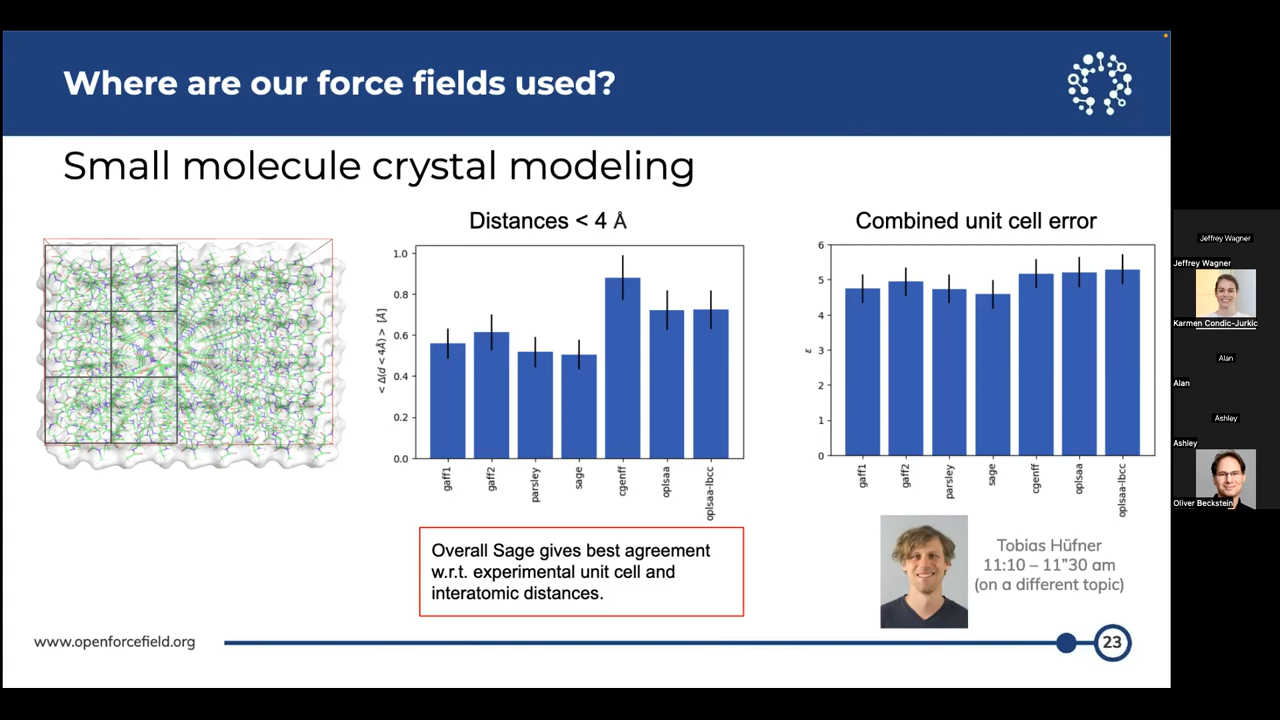 Where are our force fields used?
Small molecule crystal modeling
Distances < 4 Å
< Δ(d < 4Å) > [Å]
1.0
0.8
0.6
0.4
0.2
0.0
gaff1
gaff2
parsley
sage
cgenff
oplsaa
oplsaa-lbcc
Combined unit cell error
ε
6
5
4
3
2
1
0
gaff1
gaff2
parsley
sage
cgenff
oplsaa
oplsaa-lbcc
Overall Sage gives best agreement
w.r.t. experimental unit cell and
interatomic distances.
Tobias Hüfner
11:10 – 11"30 am
(on a different topic)
www.openforcefield.org
23
Jeffrey Wagner
Jeffrey Wagner
Karmen Condic-Jurkic
Alan
Alan
Ashley
Ashley
Oliver Beckstein